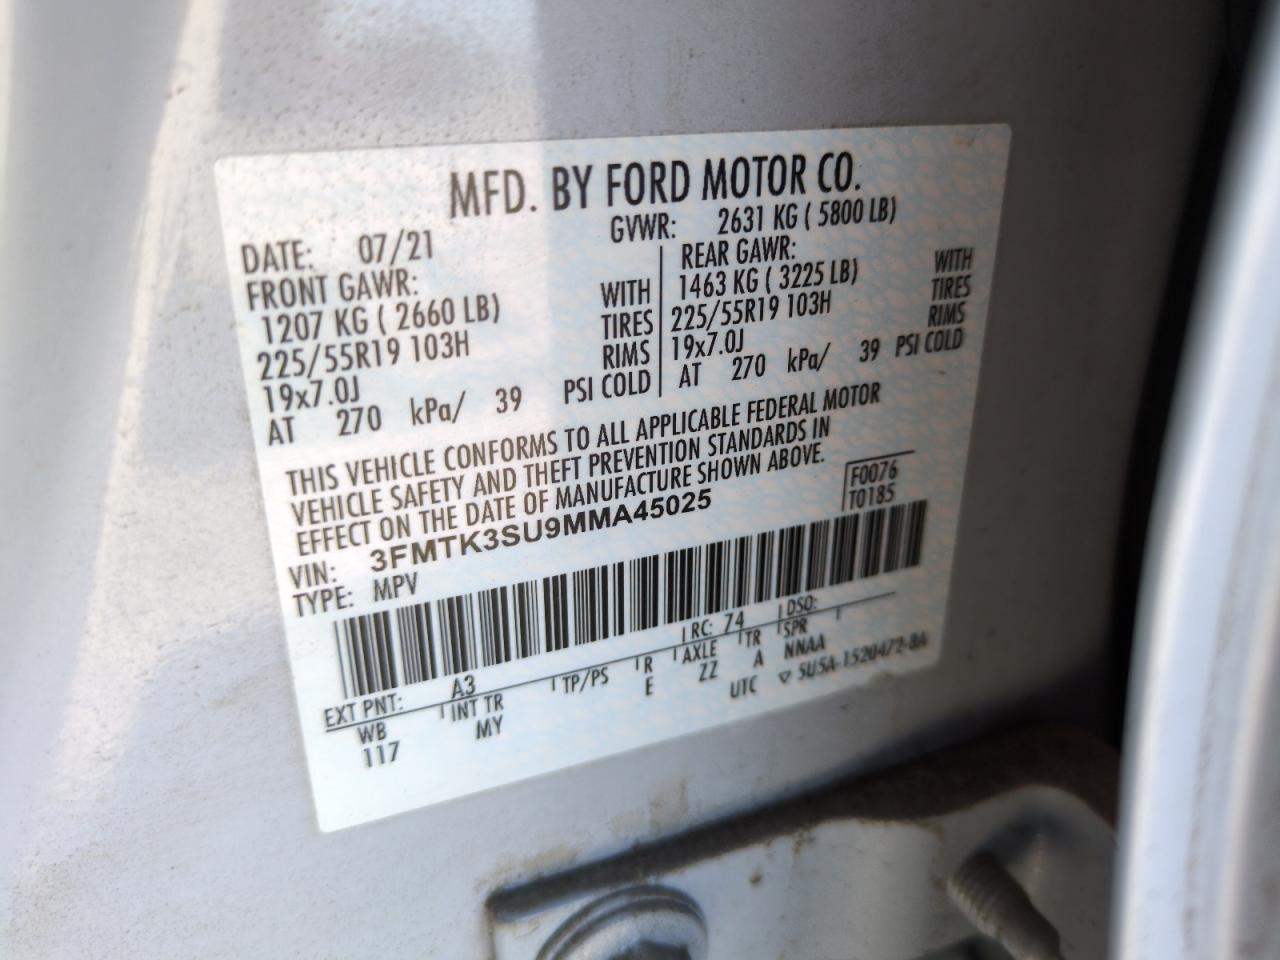 MFD. BY FORD MOTOR CO.
DATE: 07/21 GVWR: 2631 KG ( 5800 LB)
FRONT GAWR:
1207 KG ( 2660 LB) WITH
225/55R19 103H TIRES
19x7.0J RIMS
AT 270 kPa/ 39 PSI COLD
REAR GAWR:
1463 KG ( 3225 LB) WITH
225/55R19 103H TIRES
19x7.0J RIMS
AT 270 kPa/ 39 PSI COLD
THIS VEHICLE CONFORMS TO ALL APPLICABLE FEDERAL MOTOR
VEHICLE SAFETY AND THEFT PREVENTION STANDARDS IN
EFFECT ON THE DATE OF MANUFACTURE SHOWN ABOVE.
F0076
T0185
VIN: 3FMTK3SU9MMA45025
TYPE: MPV
EXT PNT: A3 RC: 74 DSO:
WB INT TR TP/PS R AXLE TR SPR
117 MY E ZZ A NNAA
UTC ▽ 5U5A-1520472-BA